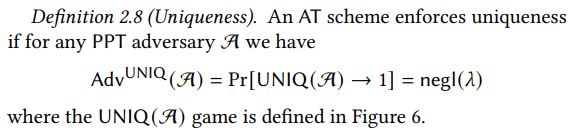 Definition 2.8 (Uniqueness). An AT scheme enforces uniqueness
if for any PPT adversary 𝒜 we have
Adv^UNIQ(𝒜) = Pr[UNIQ(𝒜) → 1] = negl(λ)
where the UNIQ(𝒜) game is defined in Figure 6.